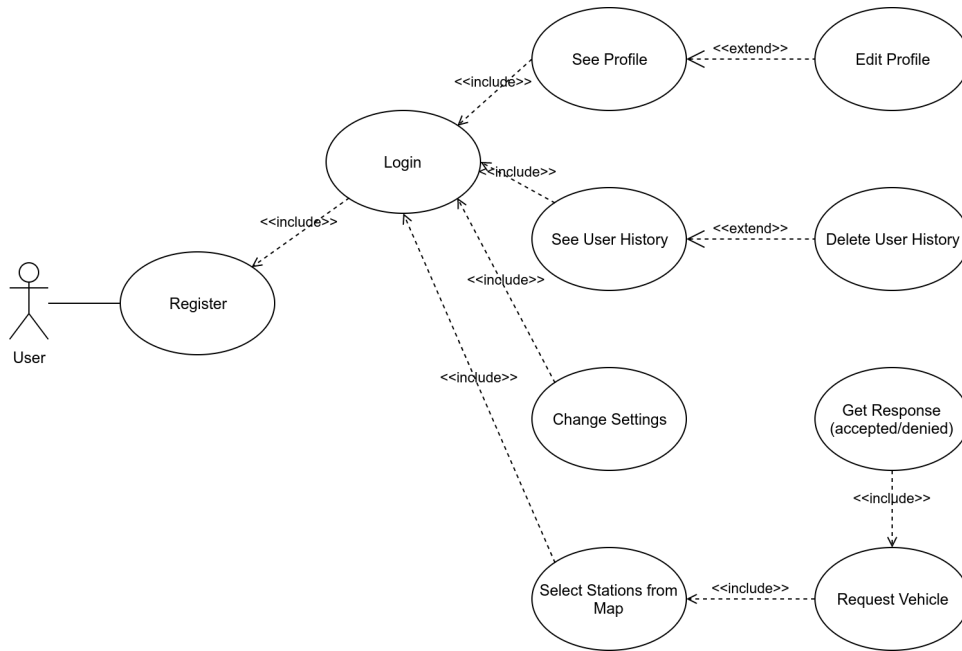 See Profile
<<extend>>
Edit Profile
<<include>>
Login
<<include>>
<<include>>
See User History
<<extend>>
Delete User History
<<include>>
Register
User
<<include>>
<<include>>
Change Settings
Get Response
(accepted/denied)
<<include>>
Select Stations from
Map
<<include>>
Request Vehicle